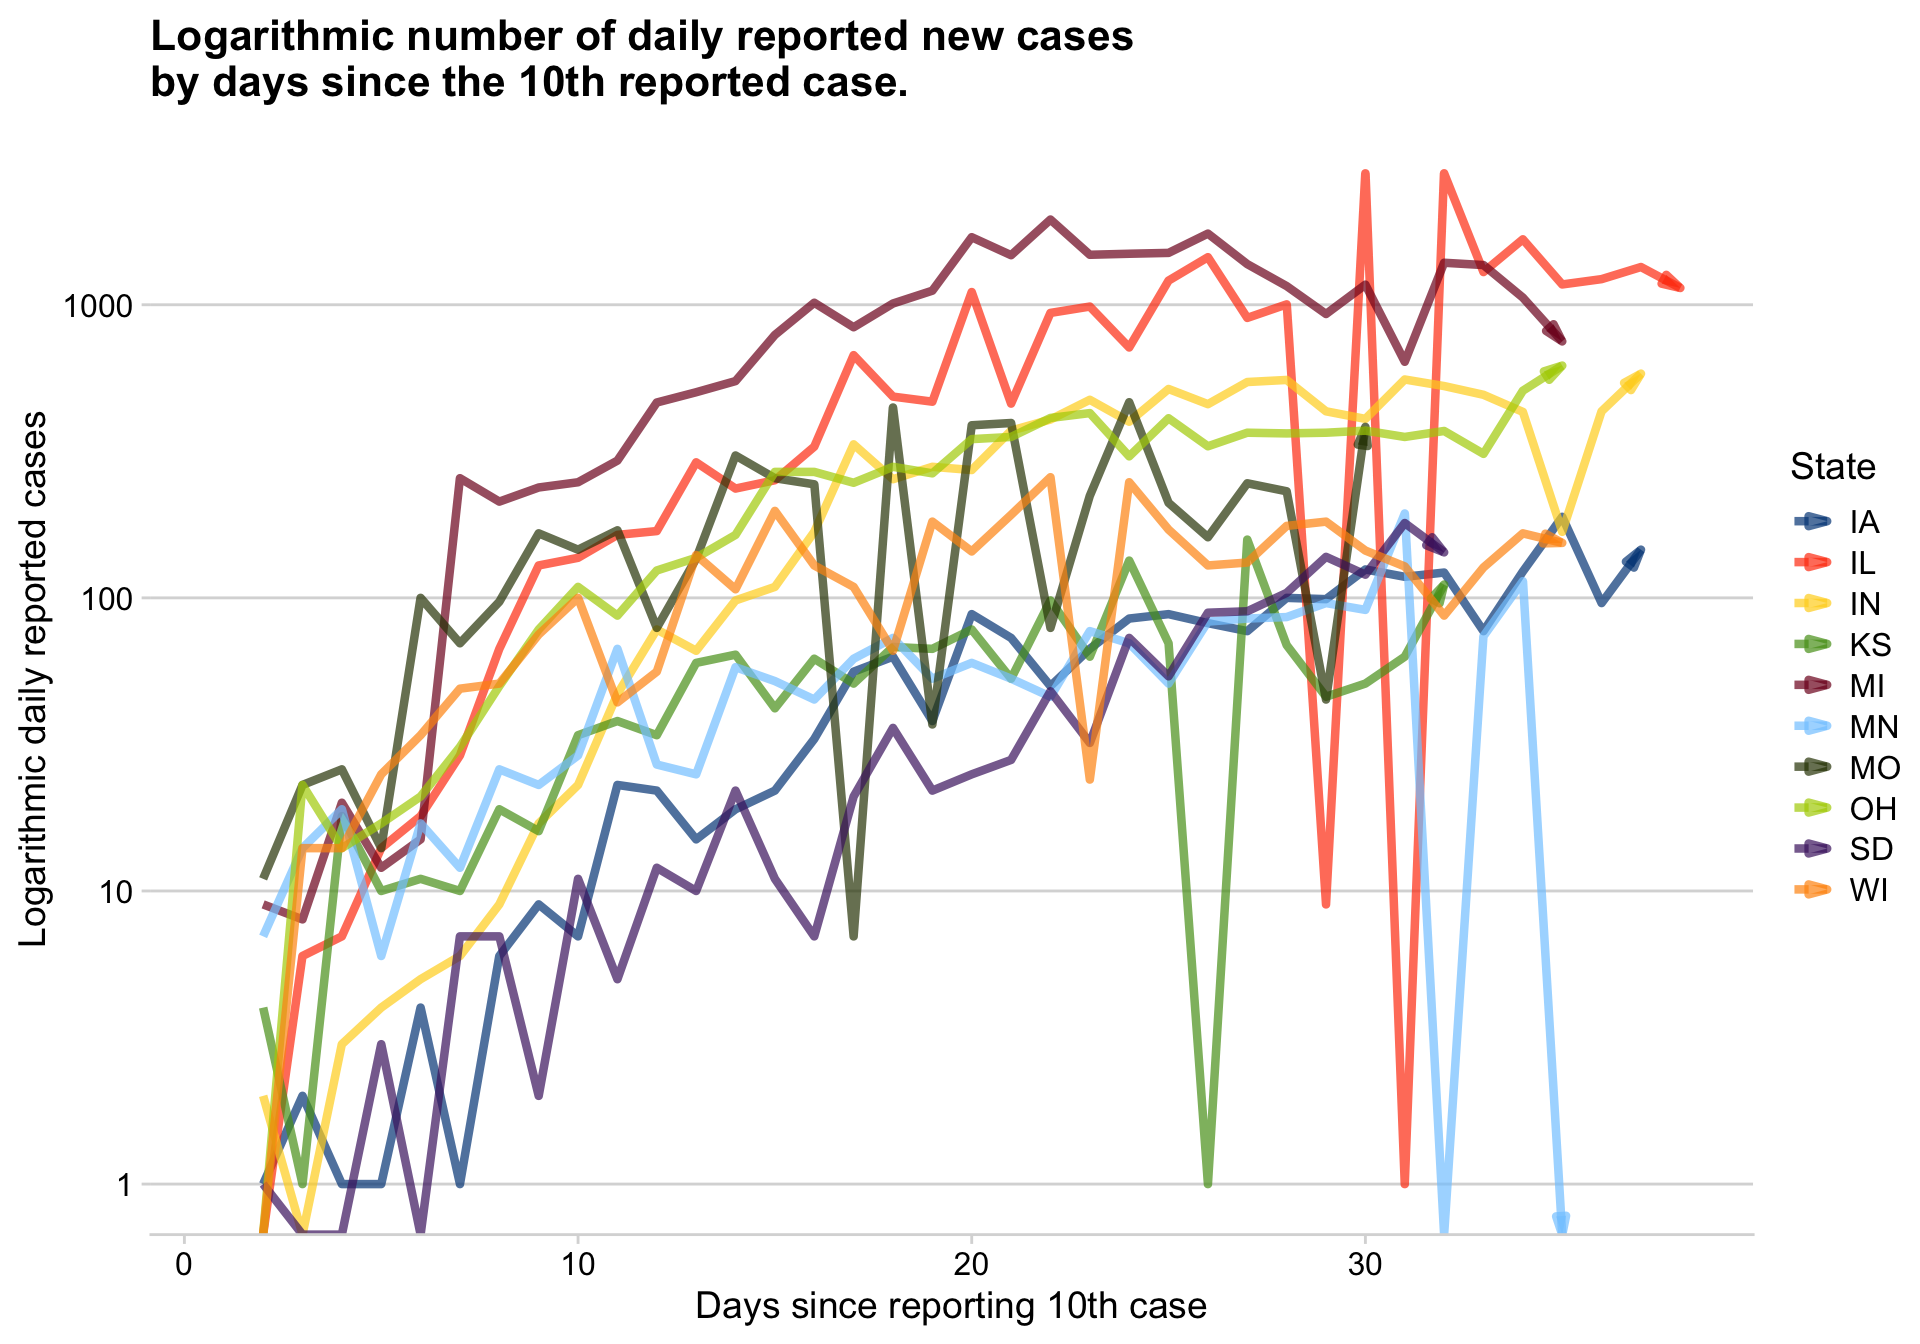 Logarithmic number of daily reported new cases
by days since the 10th reported case.
Logarithmic daily reported cases
1000
100
10
1
0 10 20 30
Days since reporting 10th case
State
IA
IL
IN
KS
MI
MN
MO
OH
SD
WI